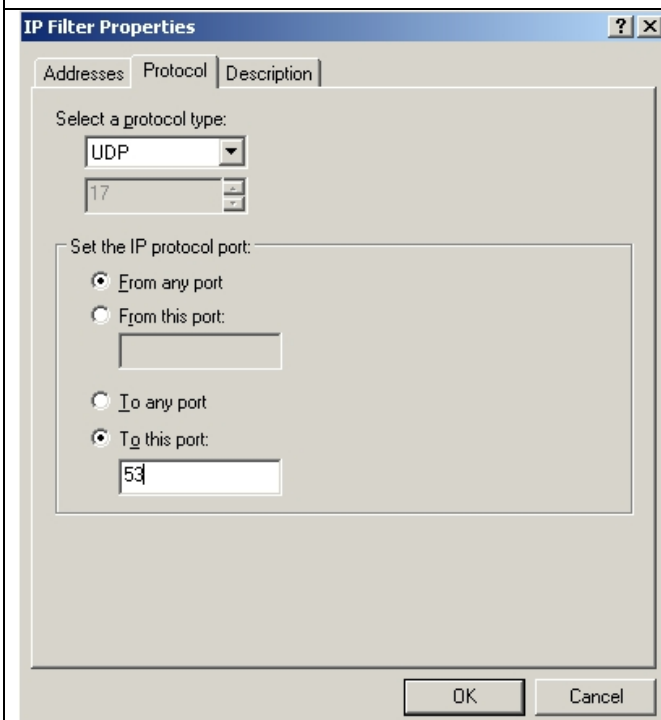 IP Filter Properties
Addresses Protocol Description
Select a protocol type:
UDP
17
Set the IP protocol port:
From any port
From this port:
To any port
To this port:
53
OK Cancel